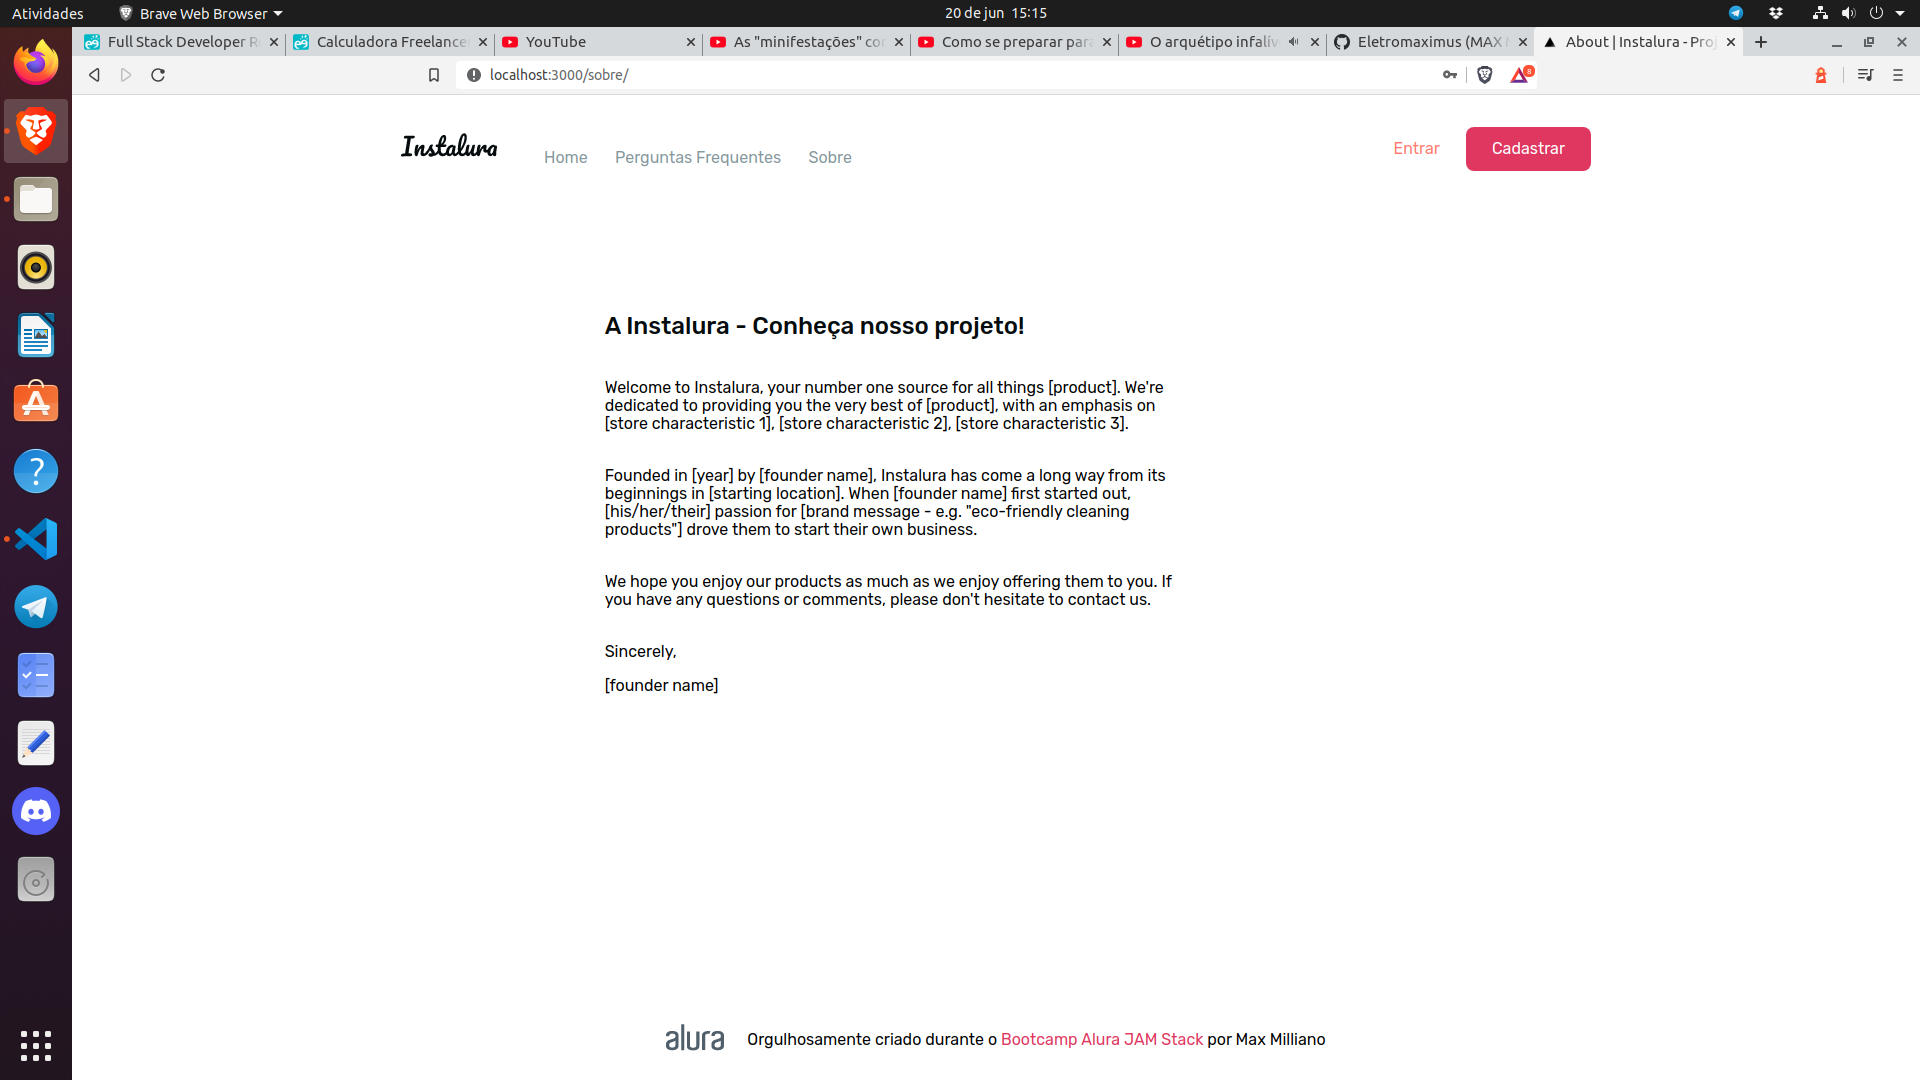 Atividades
Brave Web Browser
20 de jun 15:15
Full Stack Developer R
Calculadora Freelancer
YouTube
As "minifestações" co
Como se preparar para
O arquétipo infalív
Eletromaximus (MAX
About | Instalura - Proj
localhost:3000/sobre/
8
Instalura
Home
Perguntas Frequentes
Sobre
Entrar
Cadastrar
A Instalura - Conheça nosso projeto!
Welcome to Instalura, your number one source for all things [product]. We're
dedicated to providing you the very best of [product], with an emphasis on
[store characteristic 1], [store characteristic 2], [store characteristic 3].
Founded in [year] by [founder name], Instalura has come a long way from its
beginnings in [starting location]. When [founder name] first started out,
[his/her/their] passion for [brand message - e.g. "eco-friendly cleaning
products"] drove them to start their own business.
We hope you enjoy our products as much as we enjoy offering them to you. If
you have any questions or comments, please don't hesitate to contact us.
Sincerely,
[founder name]
alura
Orgulhosamente criado durante o Bootcamp Alura JAM Stack por Max Milliano